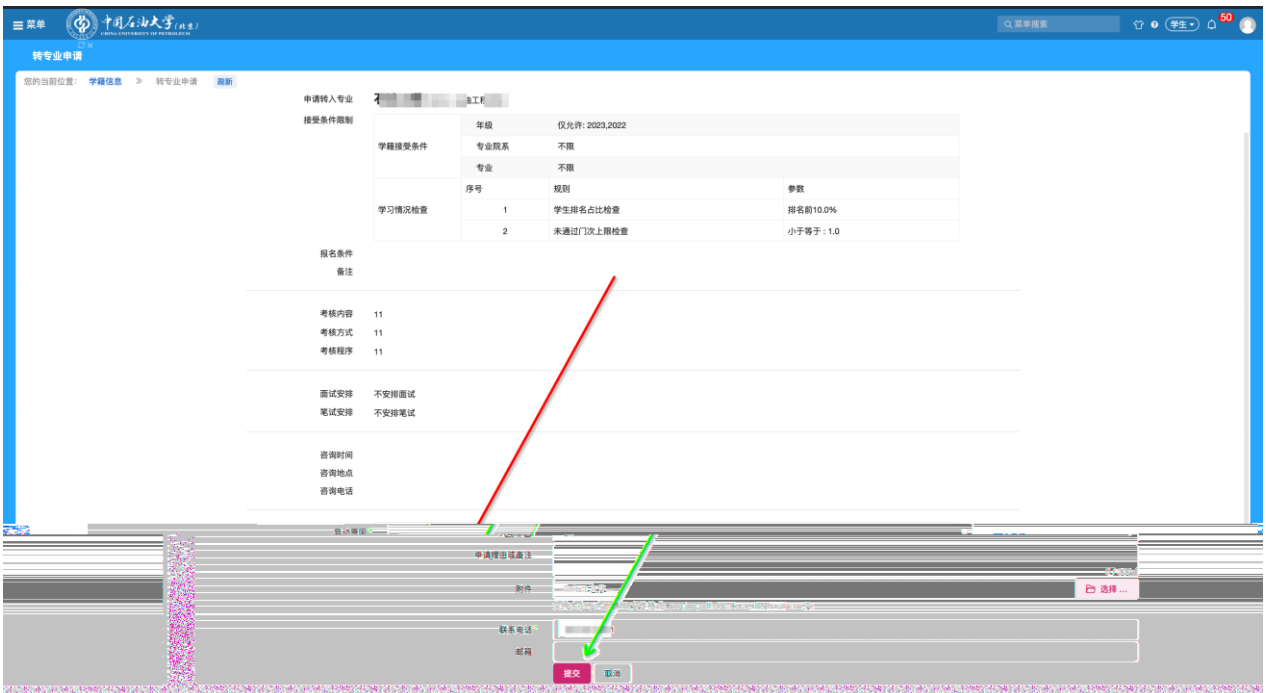 菜单 中国石油大学(北京) 菜单搜索 学生 50
CHINA UNIVERSITY OF PETROLEUM
转专业申请
您的当前位置: 学籍信息 转专业申请 刷新
申请转入专业
接受条件限制
学籍接受条件
年级 仅允许: 2023,2022
专业院系 不限
专业 不限
学习情况检查
序号 规则 参数
1 学生排名占比检查 排名前10.0%
2 未通过门次上限检查 小于等于 : 1.0
报名条件
备注
考核内容 11
考核方式 11
考核程序 11
面试安排 不安排面试
笔试安排 不安排笔试
咨询时间
咨询地点
咨询电话
申请理由或备注
附件 选择 ...
联系电话
邮箱
提交 取消